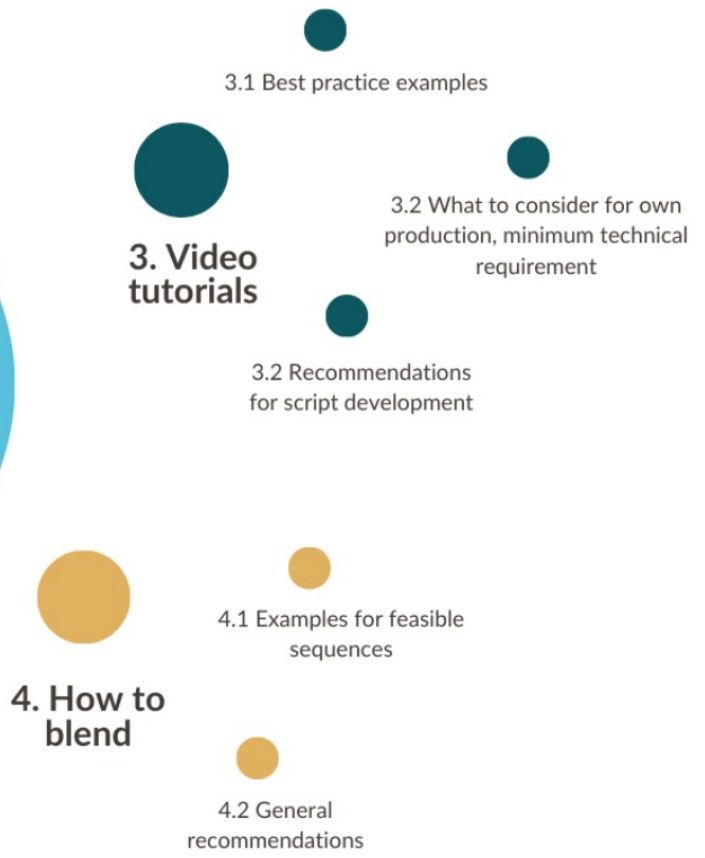 3.1 Best practice examples
3. Video
tutorials
3.2 What to consider for own
production, minimum technical
requirement
3.2 Recommendations
for script development
4. How to
blend
4.1 Examples for feasible
sequences
4.2 General
recommendations